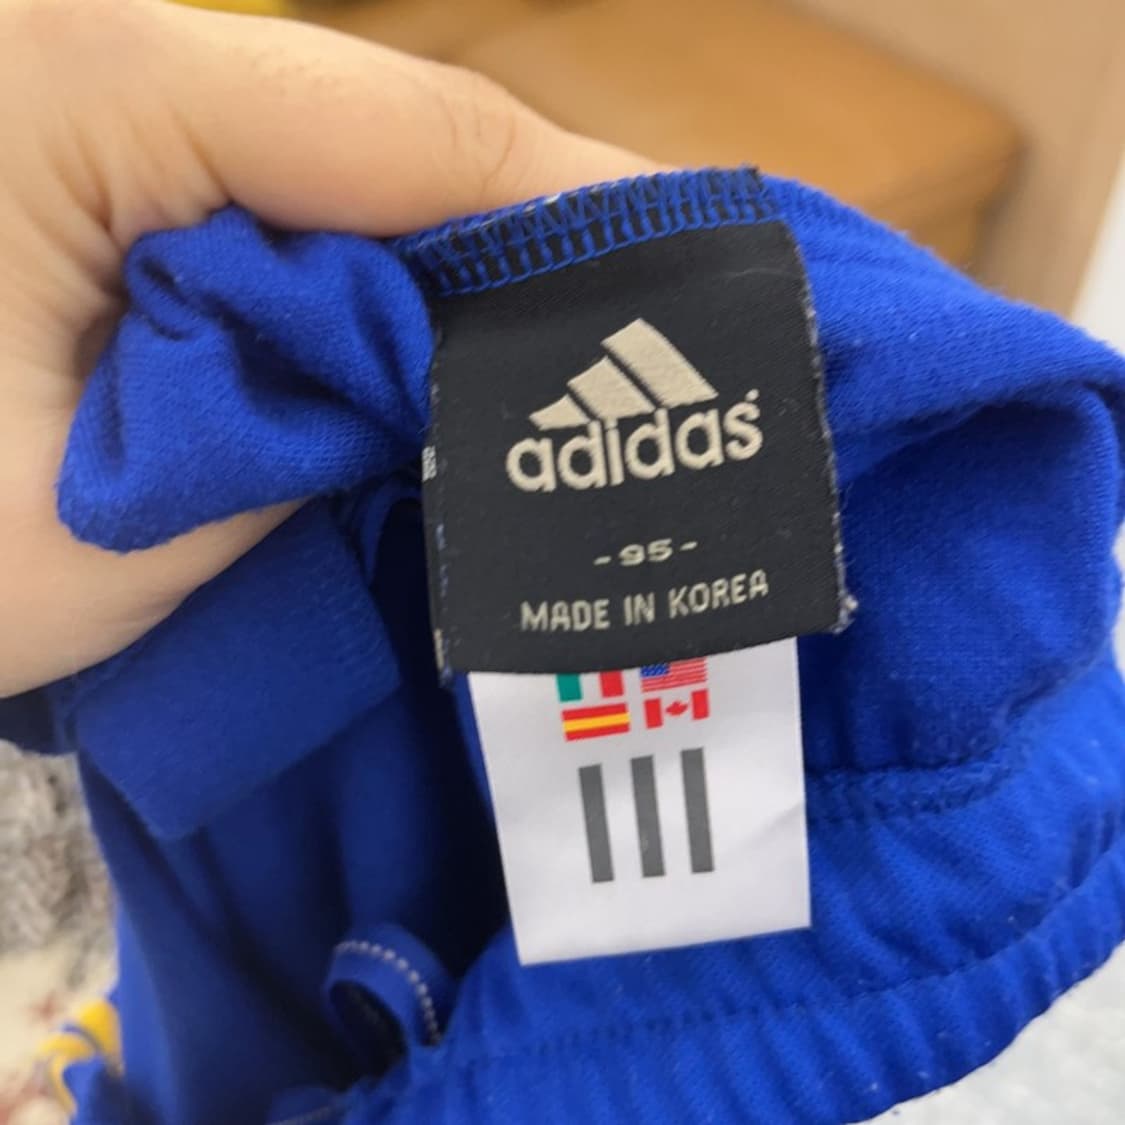 adidas
- 95 -
MADE IN KOREA